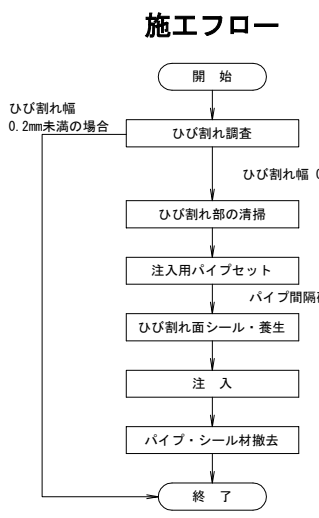 施工フロー
開　始
ひび割れ幅
0.2mm未満の場合
ひび割れ調査
ひび割れ幅
ひび割れ部の清掃
注入用パイプセット
パイプ間隔
ひび割れ面シール・養生
注　入
パイプ・シール材撤去
終　了